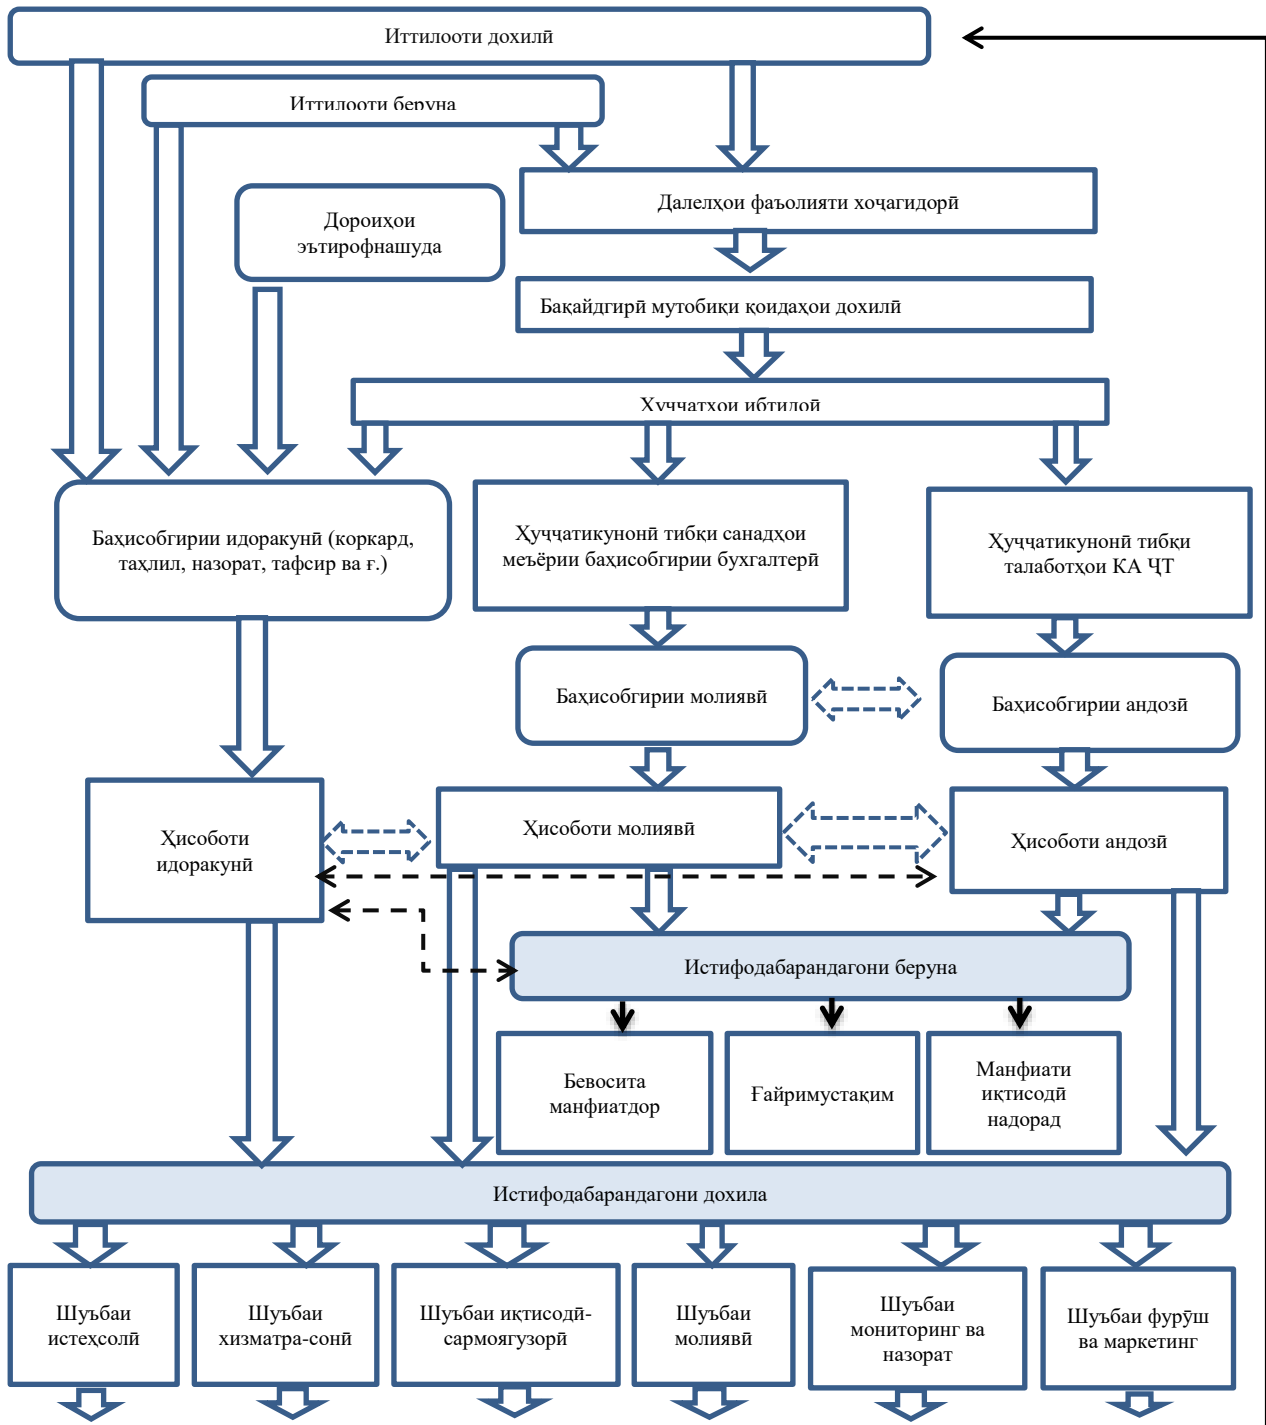 Иттилооти дохилӣ
Иттилооти беруна
Далелҳои фаъолияти хоҷагидорӣ
Дороиҳои
эътирофнашуда
Бақайдгирӣ мутобиқи қоидаҳои дохилӣ
Ҳуҷҷатҳои ибтидоӣ
Баҳисобгирии идоракунӣ (коркард,
таҳлил, назорат, тафсир ва ғ.)
Ҳуҷҷатикунонӣ тибқи санадҳои
меъёрии баҳисобгирии бухгалтерӣ
Ҳуҷҷатикунонӣ тибқи
талаботҳои КА ҶТ
Баҳисобгирии молиявӣ
Баҳисобгирии андозӣ
Ҳисоботи
идоракунӣ
Ҳисоботи молиявӣ
Ҳисоботи андозӣ
Истифодабарандагони беруна
Бевосита
манфиатдор
Ғайримустақим
Манфиати
иқтисодӣ
надорад
Истифодабарандагони дохила
Шуъбаи
истеҳсолӣ
Шуъбаи
хизматра-сонӣ
Шуъбаи иқтисодӣ-
сармоягузорӣ
Шуъбаи
молиявӣ
Шуъбаи
мониторинг ва
назорат
Шуъбаи фурӯш
ва маркетинг